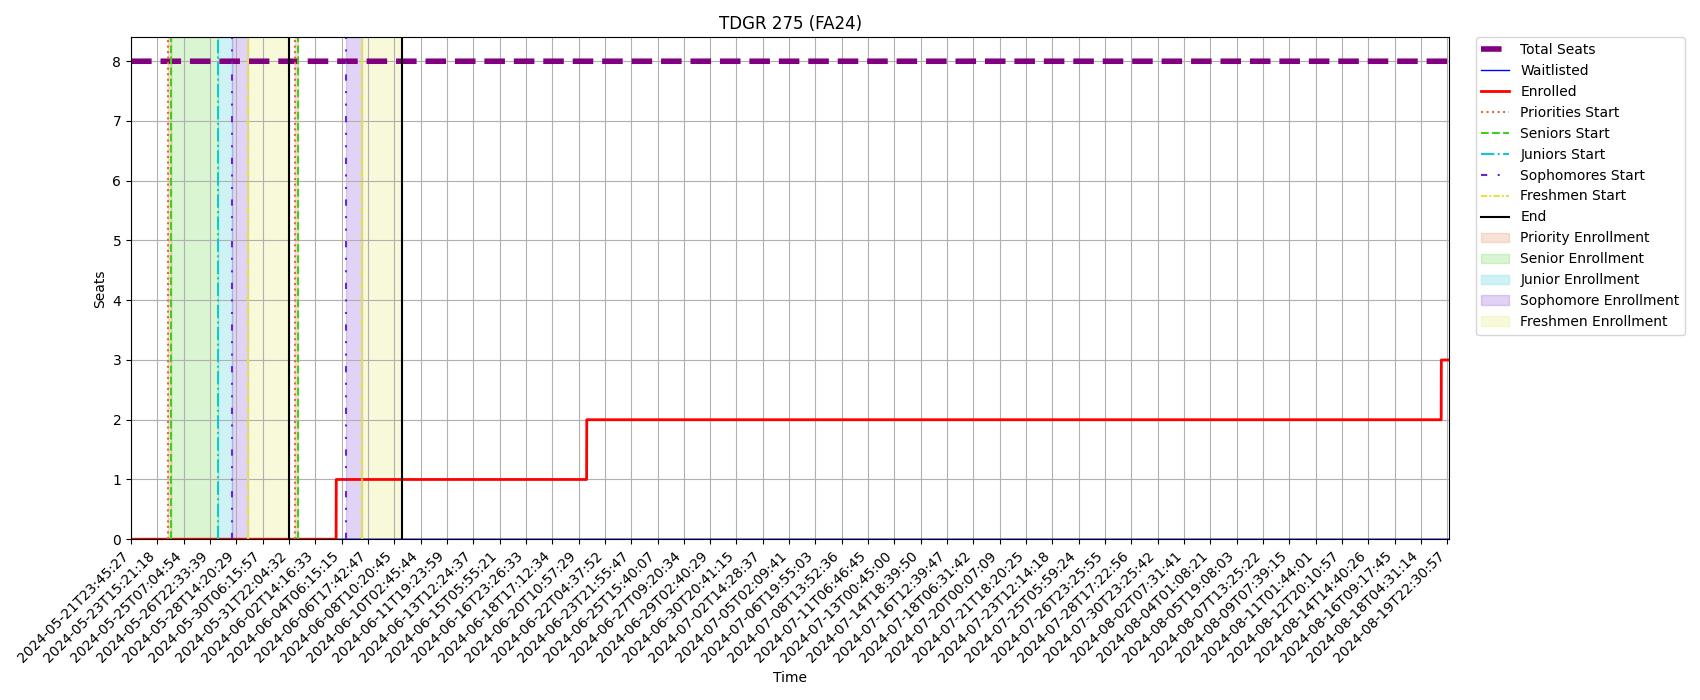 TDGR 275 (FA24)
Seats
8
7
6
5
4
3
2
1
0
2024-05-21T23:45:27
2024-05-23T15:21:18
2024-05-25T07:04:54
2024-05-26T22:33:39
2024-05-28T14:20:29
2024-05-30T06:15:57
2024-05-31T22:04:32
2024-06-02T14:16:33
2024-06-04T06:15:15
2024-06-06T17:42:47
2024-06-08T10:20:45
2024-06-10T02:45:44
2024-06-11T19:23:59
2024-06-13T12:24:37
2024-06-15T05:55:21
2024-06-16T23:26:33
2024-06-18T17:12:34
2024-06-20T10:57:29
2024-06-22T04:37:52
2024-06-23T21:55:47
2024-06-25T15:40:07
2024-06-27T09:20:34
2024-06-29T02:40:29
2024-06-30T20:41:15
2024-07-02T14:28:37
2024-07-05T02:09:41
2024-07-06T19:55:03
2024-07-08T13:52:36
2024-07-11T06:46:45
2024-07-13T00:45:00
2024-07-14T18:39:50
2024-07-16T12:39:47
2024-07-18T06:31:42
2024-07-20T00:07:09
2024-07-21T18:20:25
2024-07-23T12:14:18
2024-07-25T05:59:24
2024-07-26T23:25:55
2024-07-28T17:22:56
2024-07-30T23:25:42
2024-08-02T07:31:41
2024-08-04T01:08:21
2024-08-05T19:08:03
2024-08-07T13:25:22
2024-08-09T07:39:15
2024-08-11T01:44:01
2024-08-12T20:10:57
2024-08-14T14:40:26
2024-08-16T09:17:45
2024-08-18T04:31:14
2024-08-19T22:30:57
Time
Total Seats
Waitlisted
Enrolled
Priorities Start
Seniors Start
Juniors Start
Sophomores Start
Freshmen Start
End
Priority Enrollment
Senior Enrollment
Junior Enrollment
Sophomore Enrollment
Freshmen Enrollment